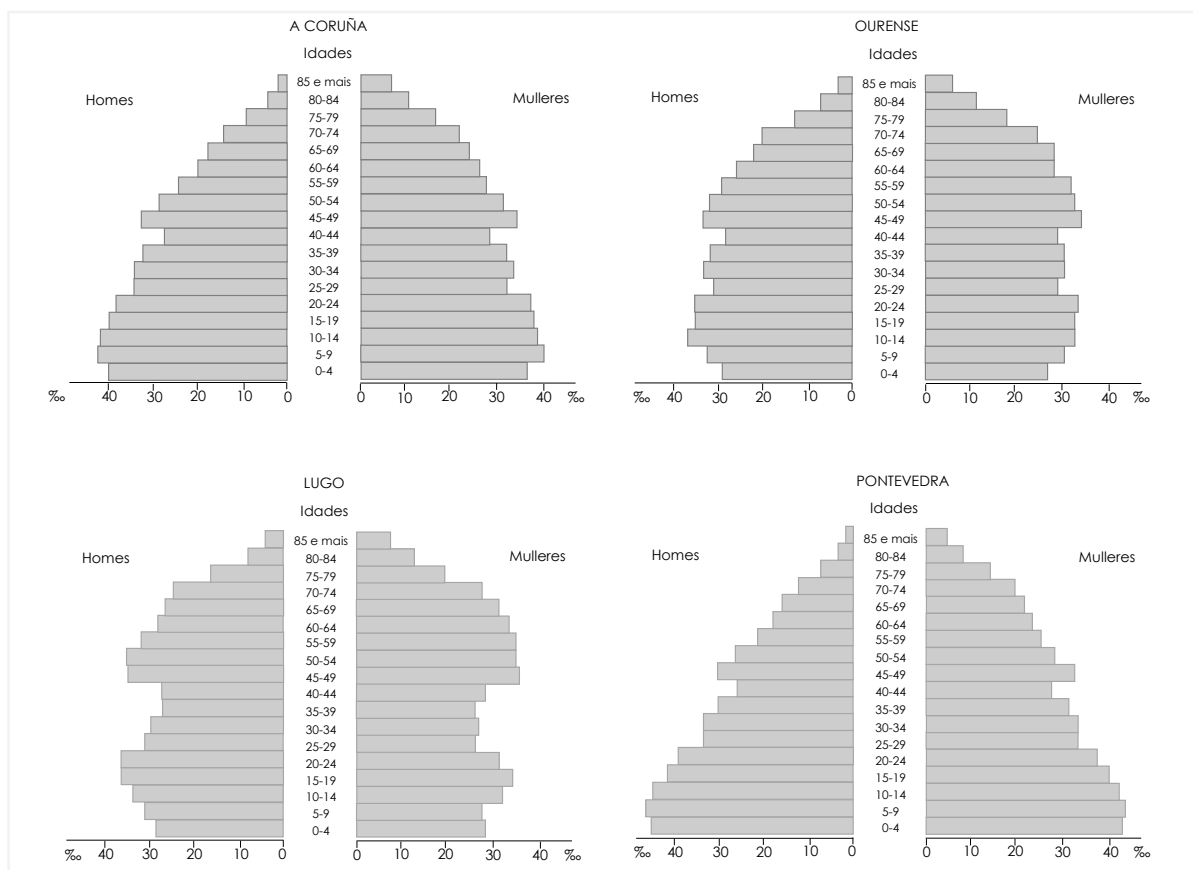 A CORUÑA
Idades
Homes
Mulleres
85 e mais
80-84
75-79
70-74
65-69
60-64
55-59
50-54
45-49
40-44
35-39
30-34
25-29
20-24
15-19
10-14
5-9
0-4
‰ 40 30 20 10 0 0 10 20 30 40 ‰
OURENSE
Idades
Homes
Mulleres
85 e mais
80-84
75-79
70-74
65-69
60-64
55-59
50-54
45-49
40-44
35-39
30-34
25-29
20-24
15-19
10-14
5-9
0-4
‰ 40 30 20 10 0 0 10 20 30 40 ‰
LUGO
Idades
Homes
Mulleres
85 e mais
80-84
75-79
70-74
65-69
60-64
55-59
50-54
45-49
40-44
35-39
30-34
25-29
20-24
15-19
10-14
5-9
0-4
‰ 40 30 20 10 0 0 10 20 30 40 ‰
PONTEVEDRA
Idades
Homes
Mulleres
85 e mais
80-84
75-79
70-74
65-69
60-64
55-59
50-54
45-49
40-44
35-39
30-34
25-29
20-24
15-19
10-14
5-9
0-4
‰ 40 30 20 10 0 0 10 20 30 40 ‰